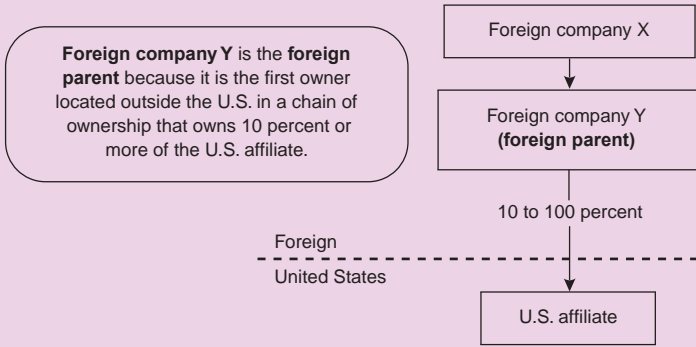 Foreign company Y is the foreign
parent because it is the first owner
located outside the U.S. in a chain of
ownership that owns 10 percent or
more of the U.S. affiliate.
Foreign company X
Foreign company Y
(foreign parent)
10 to 100 percent
Foreign
United States
U.S. affiliate